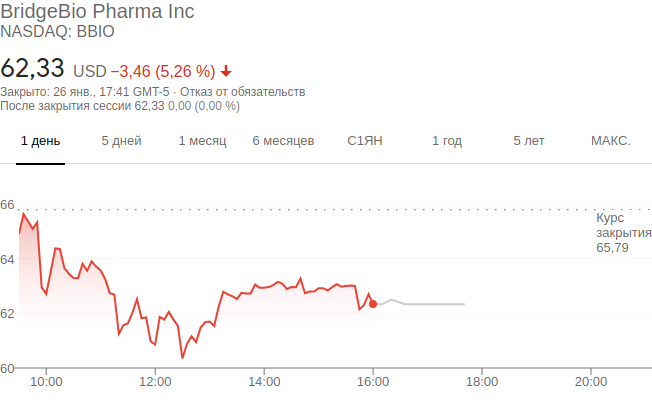 BridgeBio Pharma Inc
NASDAQ: BBIO
62,33 USD −3,46 (5,26 %)
Закрыто: 26 янв., 17:41 GMT-5 · Отказ от обязательств
После закрытия сессии 62,33 0,00 (0,00 %)
1 день 5 дней 1 месяц 6 месяцев С1ЯН 1 год 5 лет МАКС.
66
Курс
закрытия
65,79
64
62
60
10:00 12:00 14:00 16:00 18:00 20:00